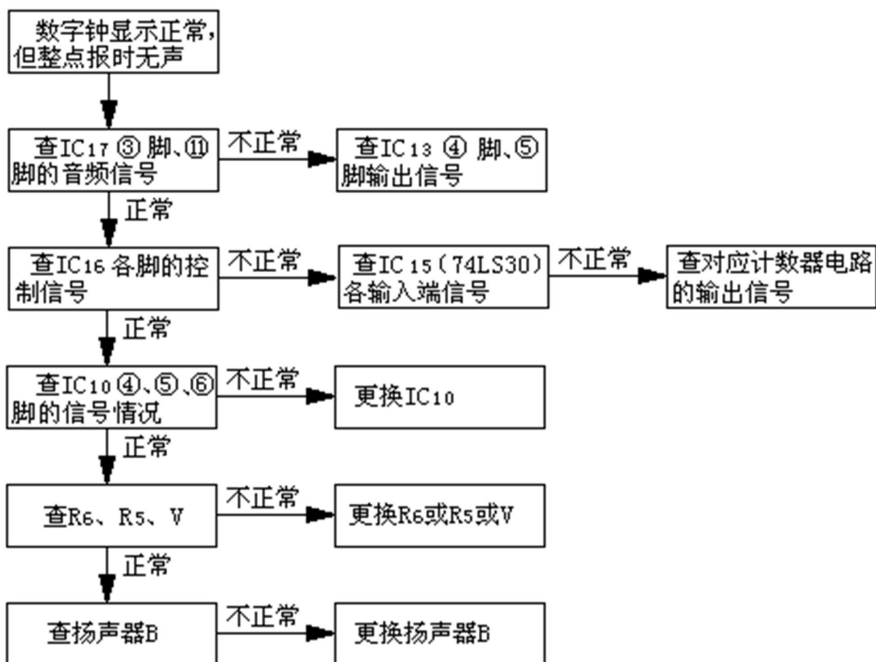 数字钟显示正常,
但整点报时无声
查IC17 ③ 脚、⑪
脚的音频信号
不正常
查IC13 ④ 脚、⑤
脚输出信号
正常
查IC16 各脚的控
制信号
不正常
查IC15(74LS30)
各输入端信号
不正常
查对应计数器电路
的输出信号
正常
查IC10 ④、⑤、⑥
脚的信号情况
不正常
更换IC10
正常
查R6、R5、V
不正常
更换R6或R5或V
正常
查扬声器B
不正常
更换扬声器B